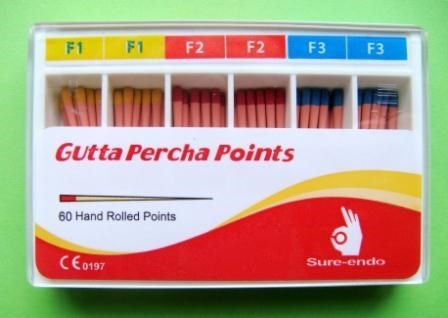 F1 F1 F2 F2 F3 F3
Gutta Percha Points
60 Hand Rolled Points
CE 0197
Sure-endo